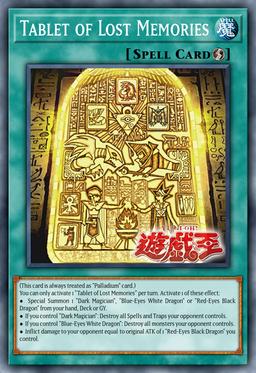 Tablet of Lost Memories
魔
[Spell Card]
遊戯王
(This card is always treated as "Palladium" card.)
You can only activate 1 "Tablet of Lost Memories" per turn. Activate 1 of these effect:
● Special Summon 1 "Dark Magician", "Blue-Eyes White Dragon" or "Red-Eyes Black
Dragon" from your hand, Deck or GY.
● If you control "Dark Magician": Destroy all Spells and Traps your opponent controls.
● If you control "Blue-Eyes White Dragon": Destroy all monsters your opponent controls.
● Inflict damage to your opponent equal to original ATK of 1 "Red-Eyes Black Dragon" you
control.